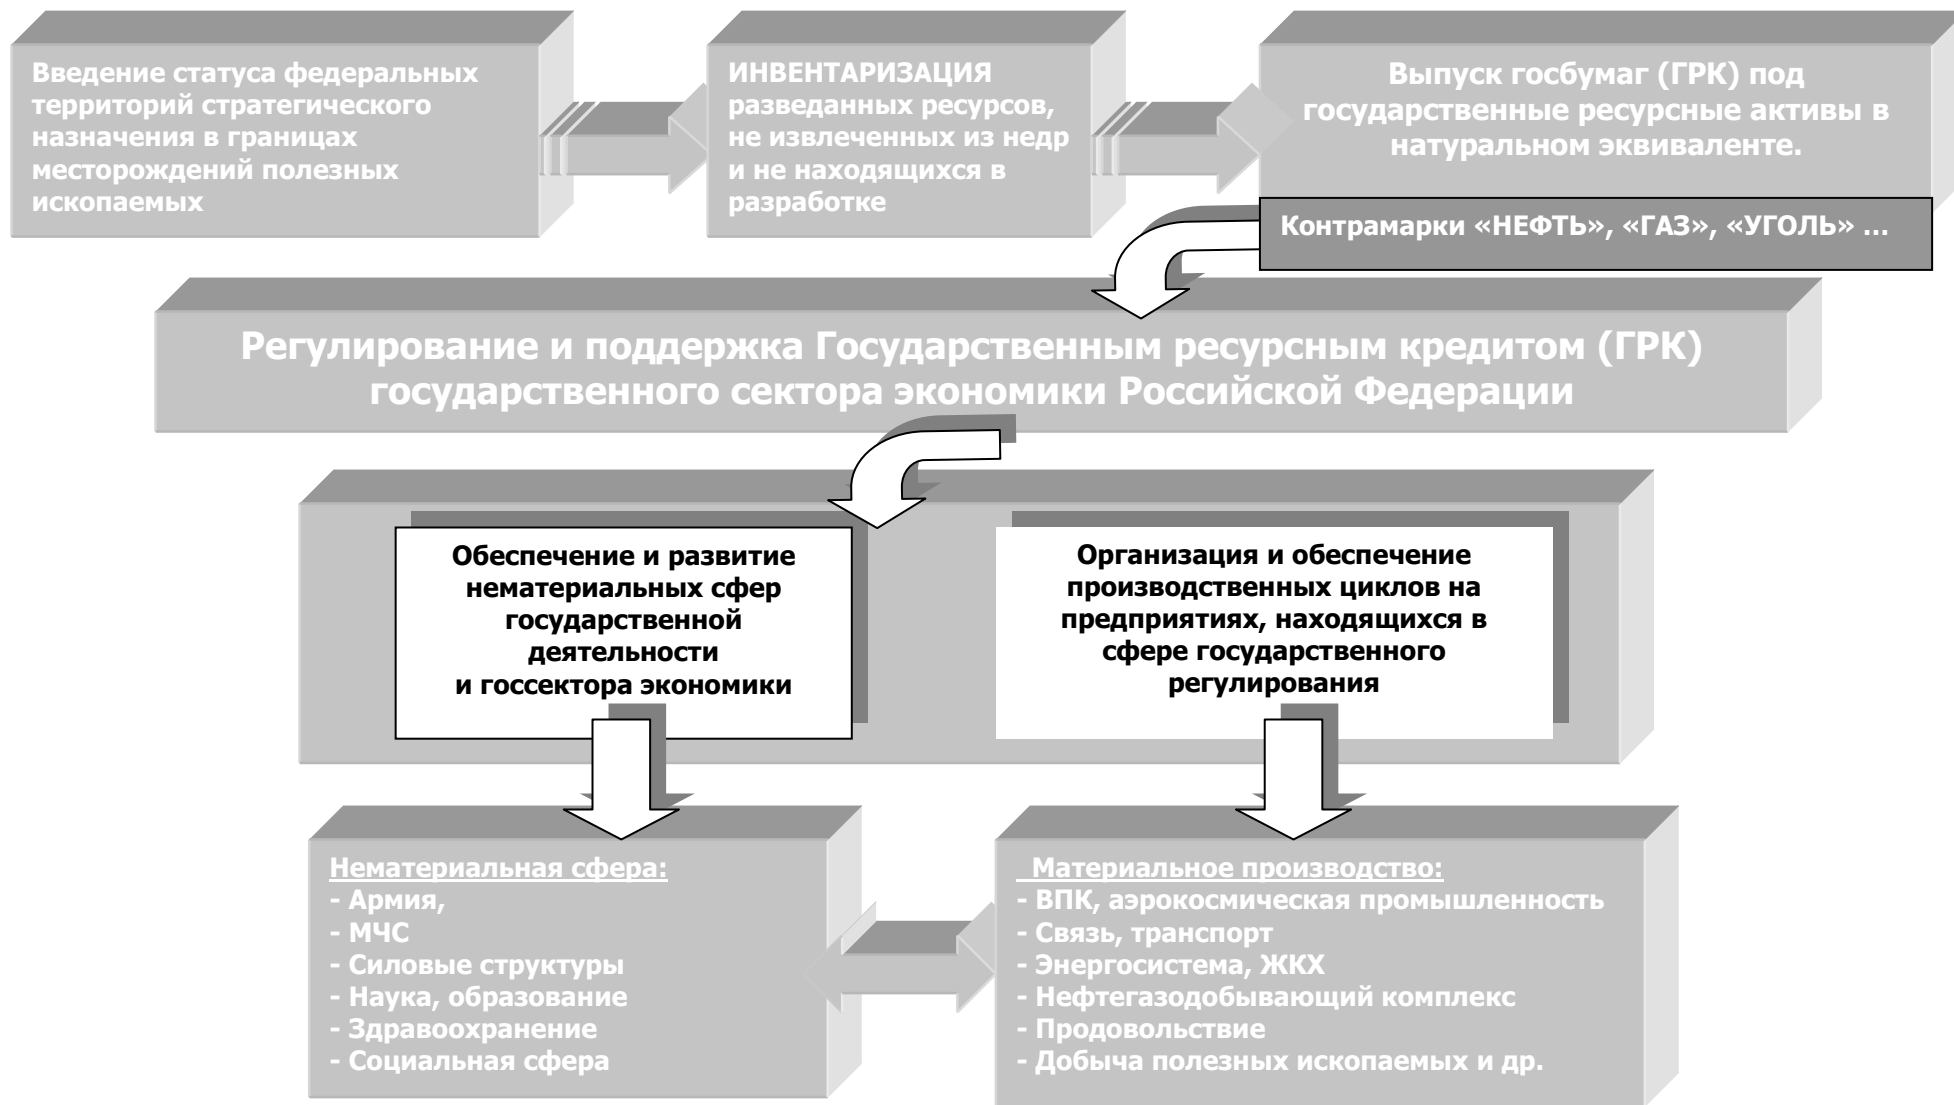 Введение статуса федеральных
территорий стратегического
назначения в границах
месторождений полезных
ископаемых
ИНВЕНТАРИЗАЦИЯ
разведанных ресурсов,
не извлеченных из недр
и не находящихся в
разработке
Выпуск госбумаг (ГРК) под
государственные ресурсные активы в
натуральном эквиваленте.
Контрамарки «НЕФТЬ», «ГАЗ», «УГОЛЬ» ...
Регулирование и поддержка Государственным ресурсным кредитом (ГРК)
государственного сектора экономики Российской Федерации
Обеспечение и развитие
нематериальных сфер
государственной
деятельности
и госсектора экономики
Организация и обеспечение
производственных циклов на
предприятиях, находящихся в
сфере государственного
регулирования
Нематериальная сфера:
- Армия,
- МЧС
- Силовые структуры
- Наука, образование
- Здравоохранение
- Социальная сфера
Материальное производство:
- ВПК, аэрокосмическая промышленность
- Связь, транспорт
- Энергосистема, ЖКХ
- Нефтегазодобывающий комплекс
- Продовольствие
- Добыча полезных ископаемых и др.